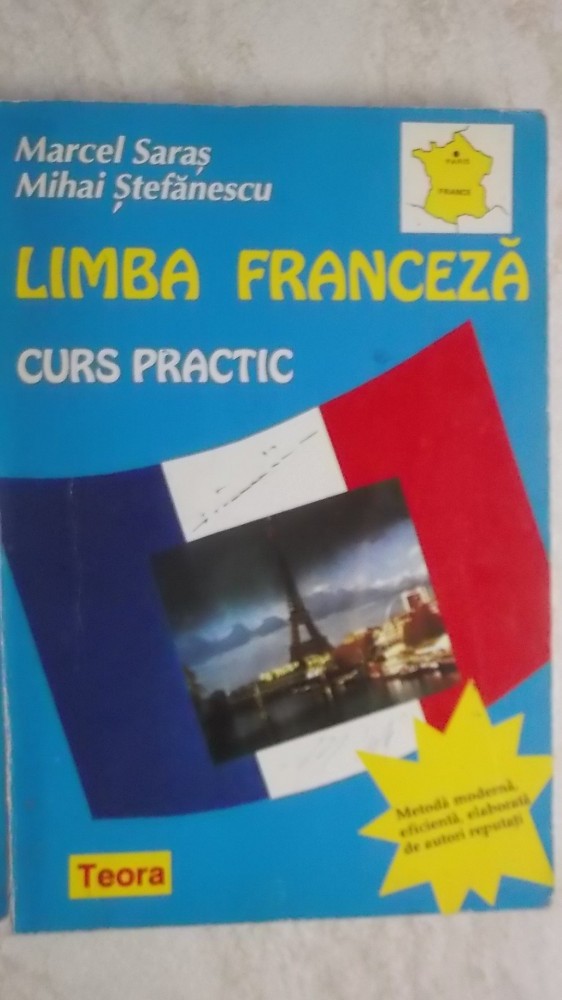 Marcel Saraș
Mihai Ștefănescu
PARIS
FRANCE
LIMBA FRANCEZĂ
CURS PRACTIC
Metodă modernă,
eficientă, elaborată
de autori reputați
Teora